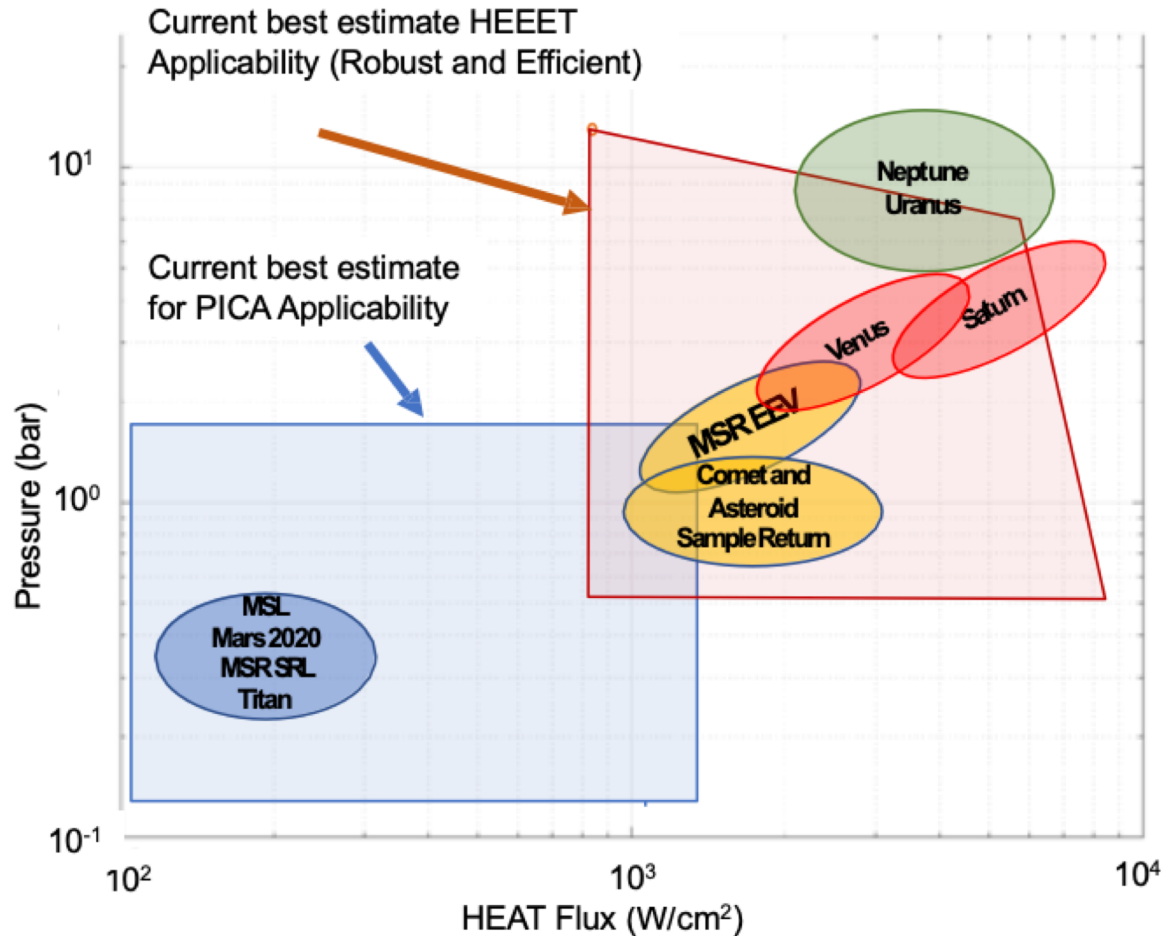 Current best estimate HEEET
Applicability (Robust and Efficient)
10¹
Neptune
Uranus
Current best estimate
for PICA Applicability
Saturn
Venus
MSR EEV
Comet and
Asteroid
Sample Return
10⁰
Pressure (bar)
MSL
Mars 2020
MSR SRL
Titan
10⁻¹
10²
10³
10⁴
HEAT Flux (W/cm²)